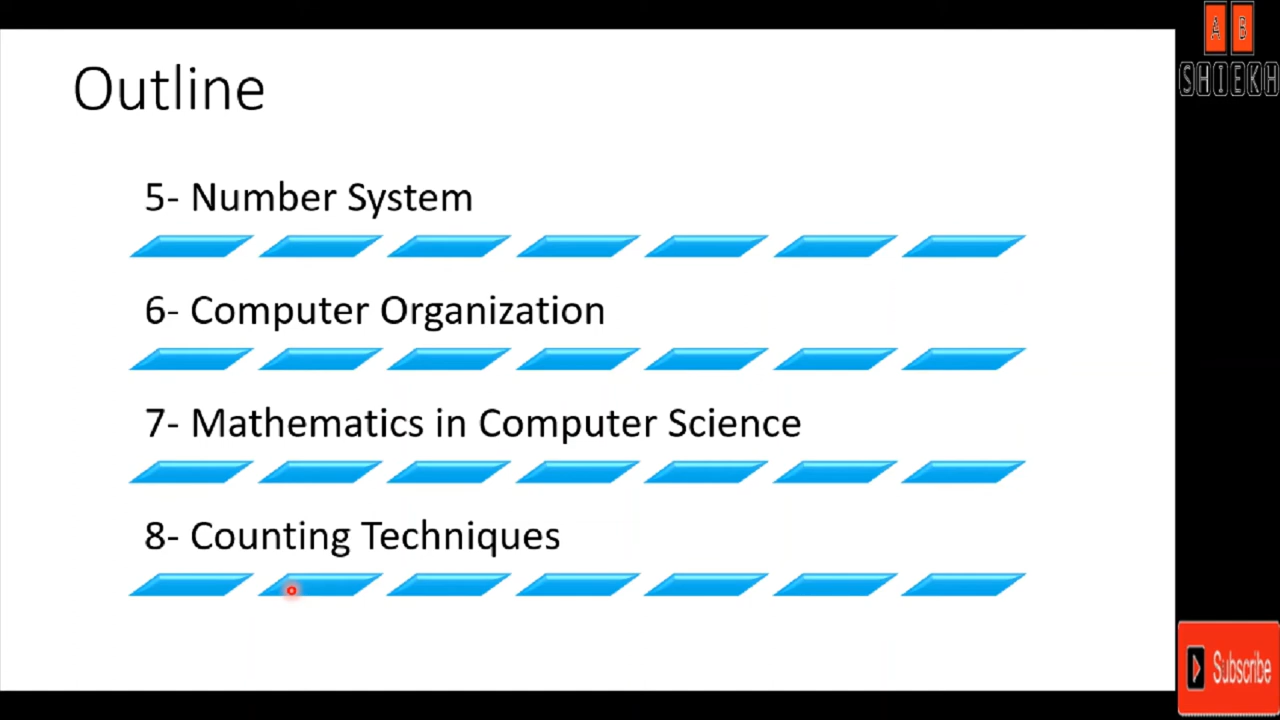 A B
SHIEKH
Outline
5- Number System
6- Computer Organization
7- Mathematics in Computer Science
8- Counting Techniques
Subscribe